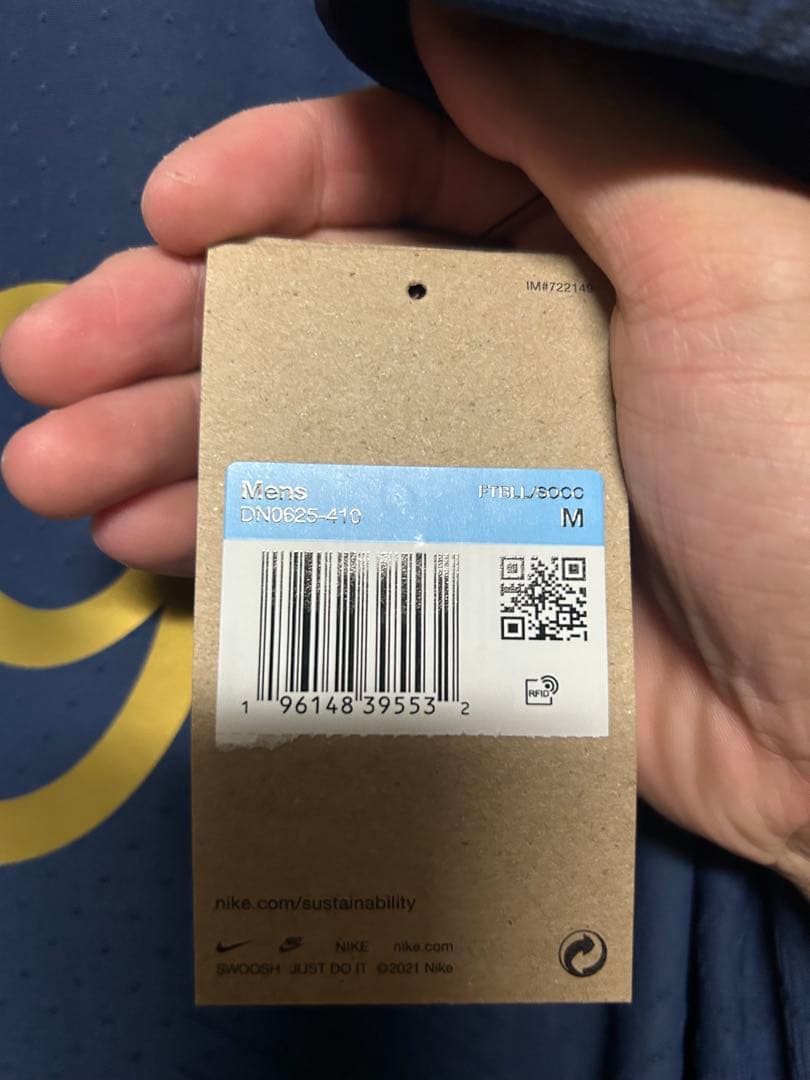 IM#722149
Mens FTBLL/SOCC
DN0625-410 M
1 96148 39553 2
RFID
nike.com/sustainability
NIKE nike.com
SWOOSH JUST DO IT ©2021 Nike